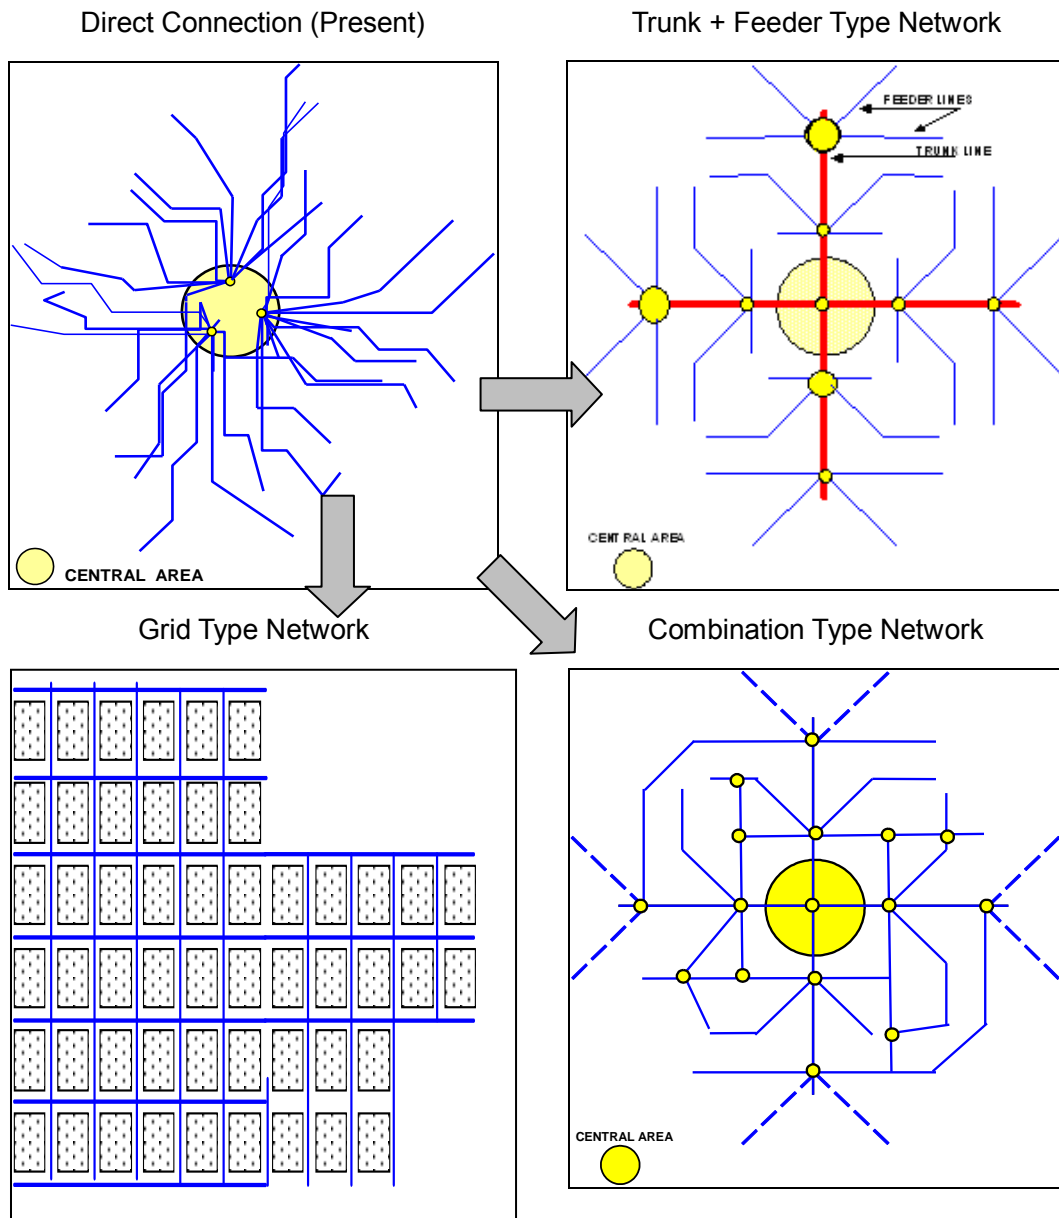 Direct Connection (Present)
Trunk + Feeder Type Network
FEEDER LINES
TRUNK LINE
CENTRAL AREA
CENTRAL AREA
Grid Type Network
Combination Type Network
CENTRAL AREA